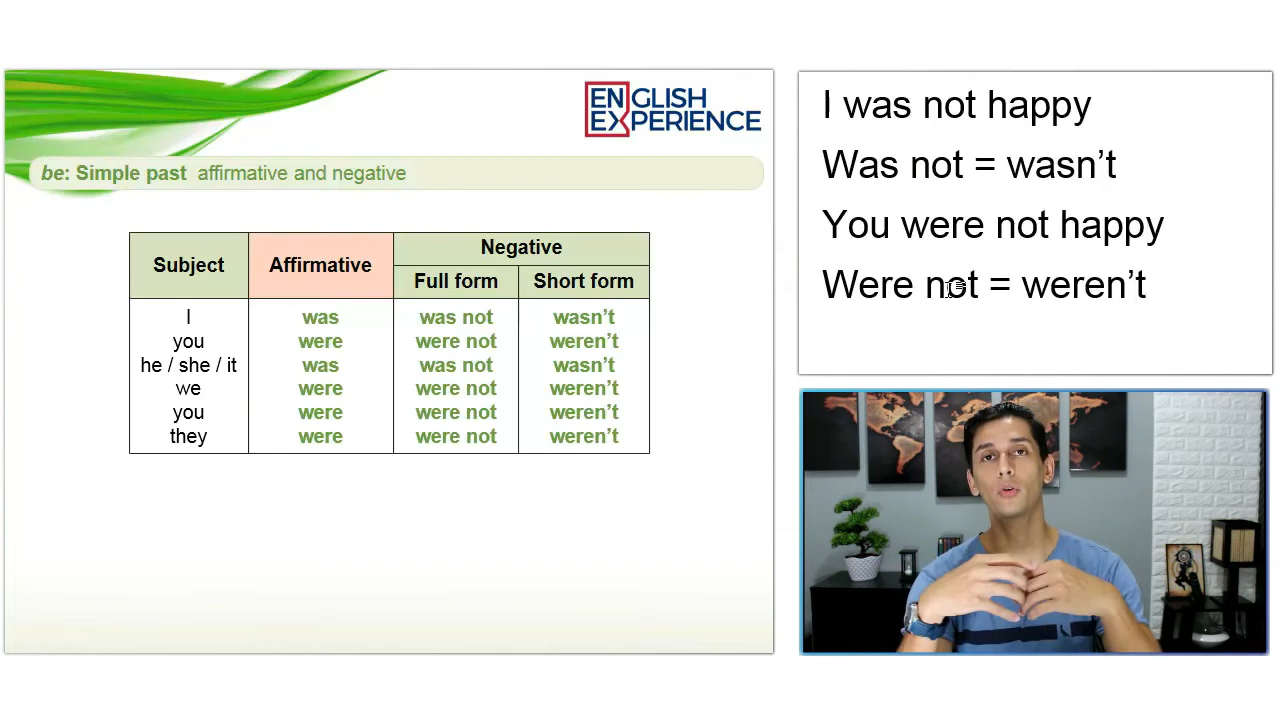 ENGLISH
EXPERIENCE
be: Simple past affirmative and negative
Subject Affirmative Negative
Full form Short form
I was was not wasn’t
you were were not weren’t
he / she / it was was not wasn’t
we were were not weren’t
you were were not weren’t
they were were not weren’t
I was not happy
Was not = wasn’t
You were not happy
Were not = weren’t